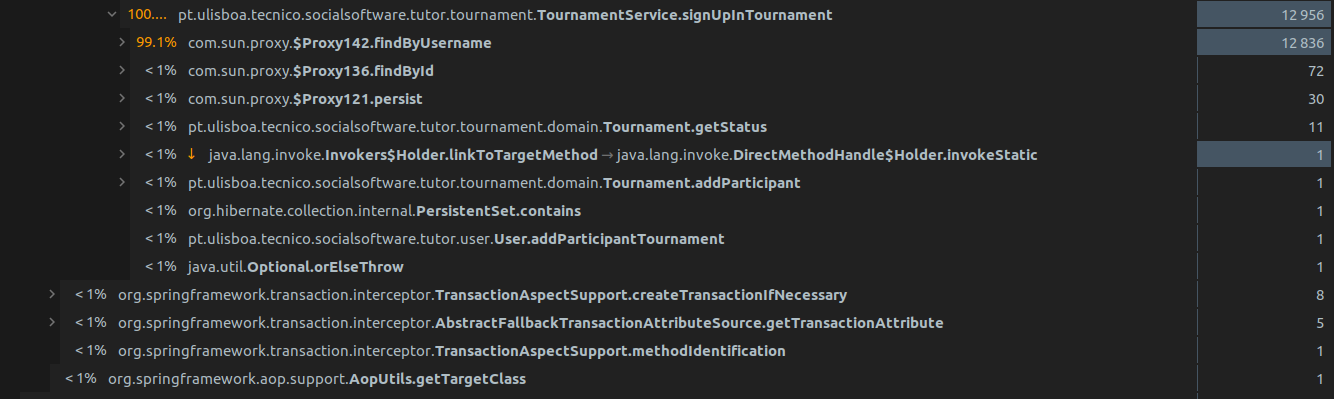 100.... pt.ulisboa.tecnico.socialsoftware.tutor.tournament.TournamentService.signUpInTournament 12 956
99.1% com.sun.proxy.$Proxy142.findByUsername 12 836
< 1% com.sun.proxy.$Proxy136.findById 72
< 1% com.sun.proxy.$Proxy121.persist 30
< 1% pt.ulisboa.tecnico.socialsoftware.tutor.tournament.domain.Tournament.getStatus 11
< 1% ↓ java.lang.invoke.Invokers$Holder.linkToTargetMethod → java.lang.invoke.DirectMethodHandle$Holder.invokeStatic 1
< 1% pt.ulisboa.tecnico.socialsoftware.tutor.tournament.domain.Tournament.addParticipant 1
< 1% org.hibernate.collection.internal.PersistentSet.contains 1
< 1% pt.ulisboa.tecnico.socialsoftware.tutor.user.User.addParticipantTournament 1
< 1% java.util.Optional.orElseThrow 1
< 1% org.springframework.transaction.interceptor.TransactionAspectSupport.createTransactionIfNecessary 8
< 1% org.springframework.transaction.interceptor.AbstractFallbackTransactionAttributeSource.getTransactionAttribute 5
< 1% org.springframework.transaction.interceptor.TransactionAspectSupport.methodIdentification 1
< 1% org.springframework.aop.support.AopUtils.getTargetClass 1